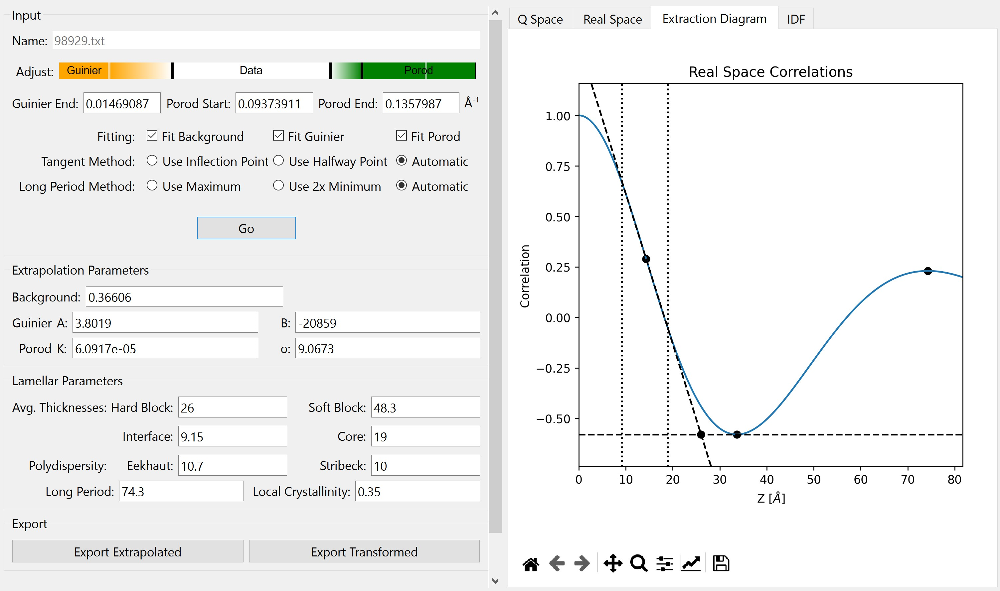 Input
Name: 98929.txt
Adjust: Guinier Data Porod
Guinier End: 0.01469087 Porod Start: 0.09373911 Porod End: 0.1357987 Å-1
Fitting: Fit Background Fit Guinier Fit Porod
Tangent Method: Use Inflection Point Use Halfway Point Automatic
Long Period Method: Use Maximum Use 2x Minimum Automatic
Go
Extrapolation Parameters
Background: 0.36606
Guinier A: 3.8019 B: -20859
Porod K: 6.0917e-05 σ: 9.0673
Lamellar Parameters
Avg. Thicknesses: Hard Block: 26 Soft Block: 48.3
Interface: 9.15 Core: 19
Polydispersity: Eekhaut: 10.7 Stribeck: 10
Long Period: 74.3 Local Crystallinity: 0.35
Export
Export Extrapolated Export Transformed
Q Space Real Space Extraction Diagram IDF
Real Space Correlations
1.00
0.75
0.50
0.25
0.00
−0.25
−0.50
Correlation
0 10 20 30 40 50 60 70 80
Z [Å]